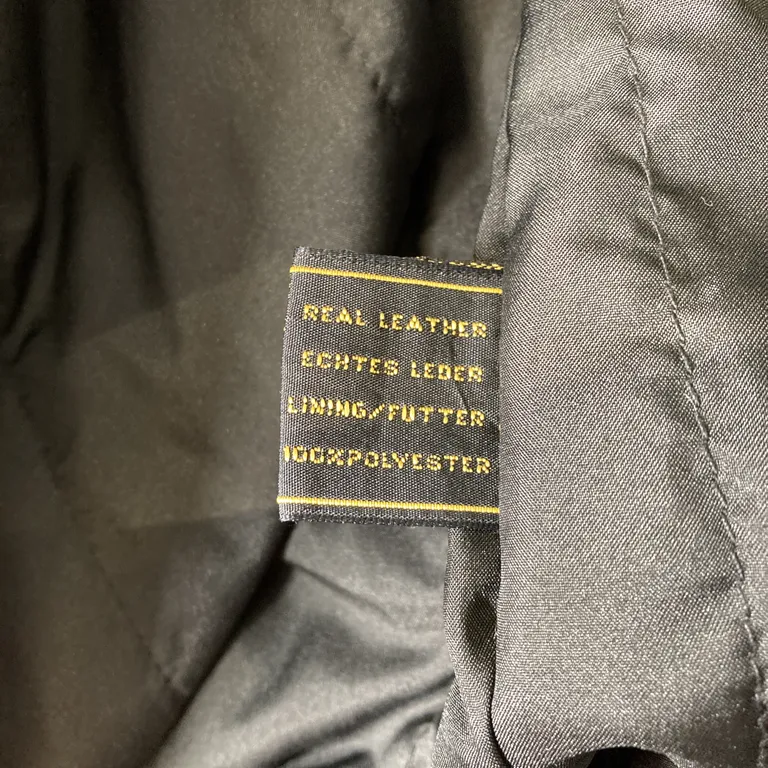 REAL LEATHER
ECHTES LEDER
LINING/FUTTER
100%POLYESTER